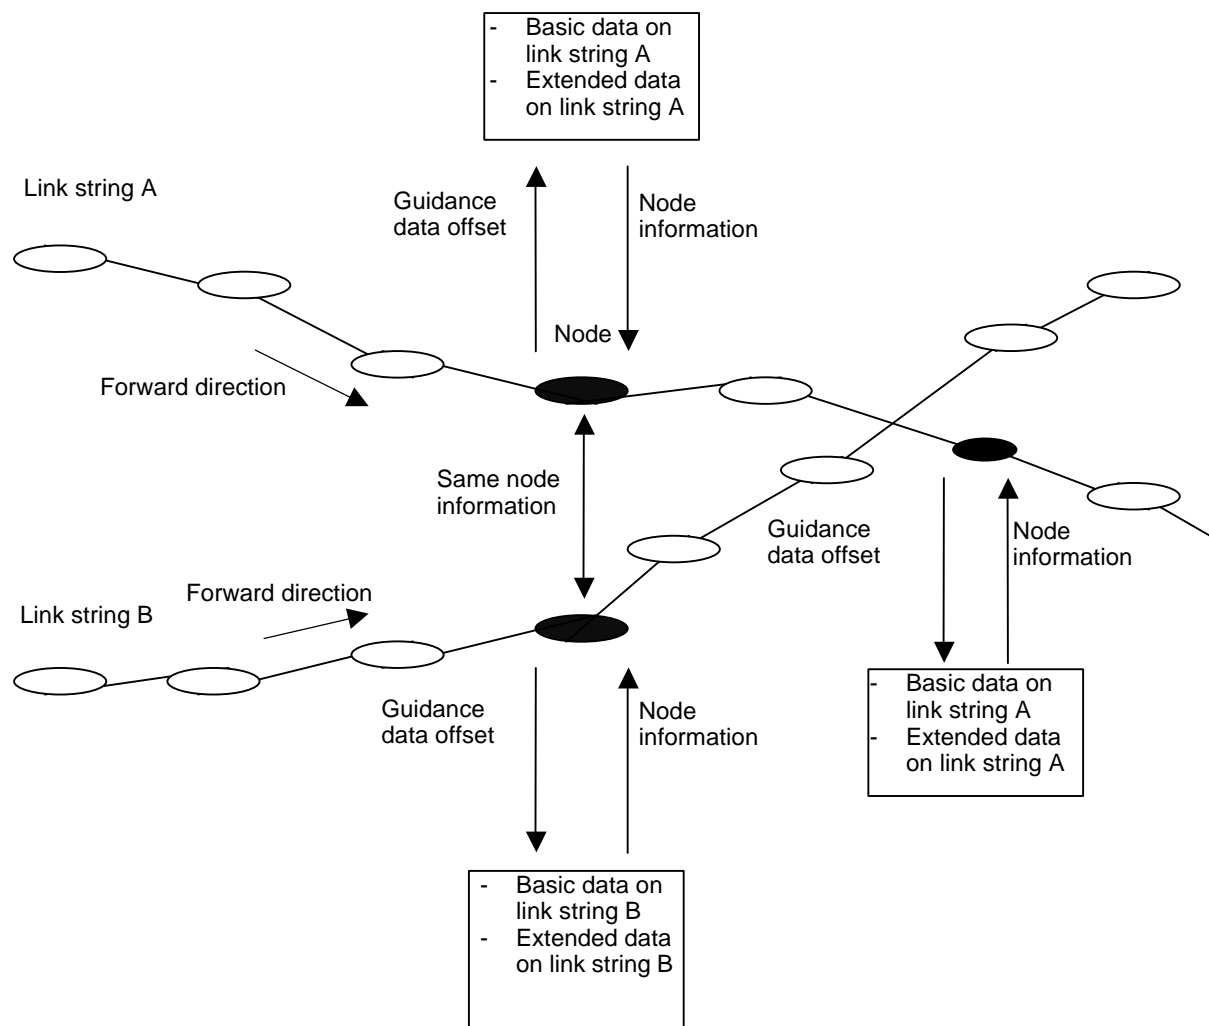 - Basic data on
link string A
- Extended data
on link string A
Link string A
Guidance
data offset
Node
information
Node
Forward direction
Same node
information
Guidance
data offset
Node
information
Forward direction
Link string B
Guidance
data offset
Node
information
- Basic data on
link string A
- Extended data
on link string A
- Basic data on
link string B
- Extended data
on link string B